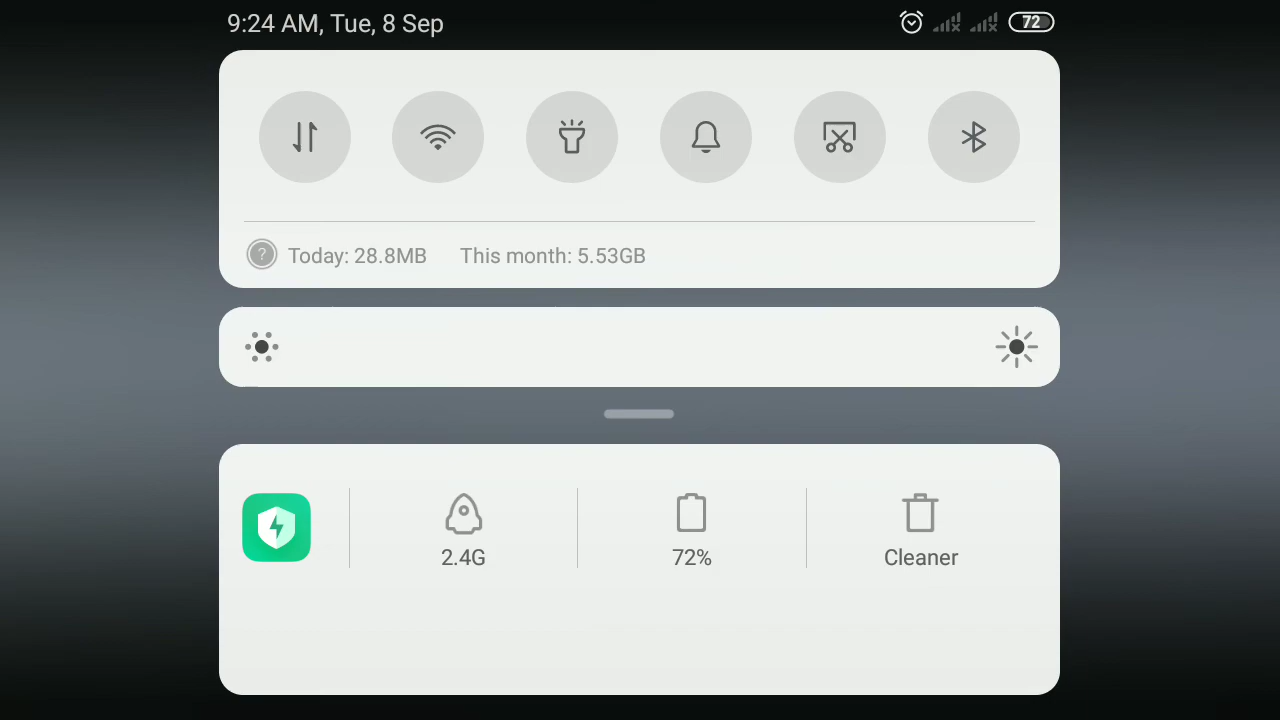 9:24 AM, Tue, 8 Sep 72
? Today: 28.8MB This month: 5.53GB
2.4G 72% Cleaner